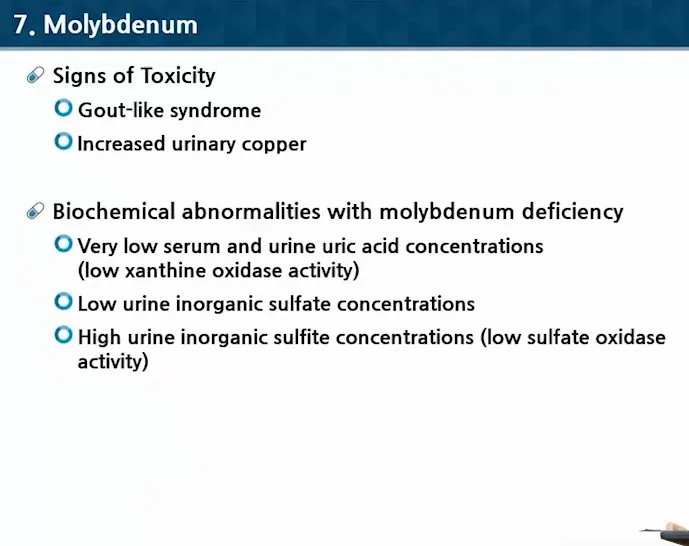 7. Molybdenum
Signs of Toxicity
Gout-like syndrome
Increased urinary copper
Biochemical abnormalities with molybdenum deficiency
Very low serum and urine uric acid concentrations
(low xanthine oxidase activity)
Low urine inorganic sulfate concentrations
High urine inorganic sulfite concentrations (low sulfate oxidase
activity)